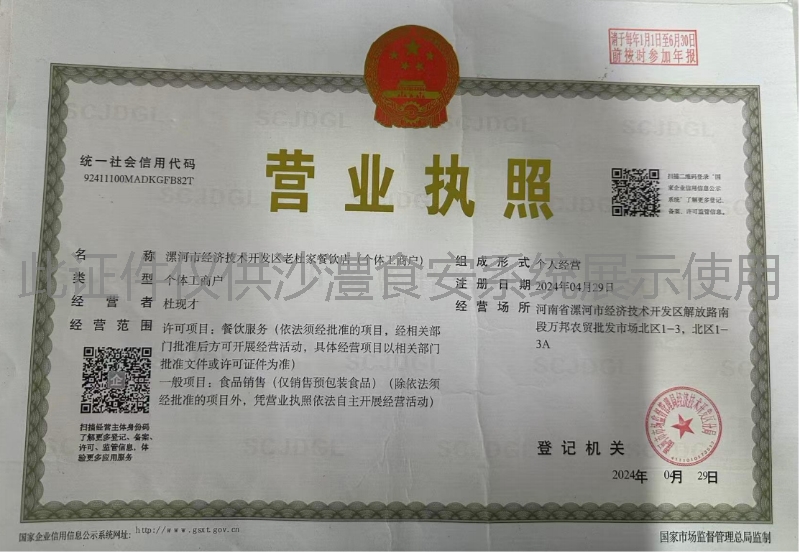 请于每年1月1日至6月30日
前按时参加年报
统一社会信用代码
92411100MADKGFB82T
营业执照
扫描二维码登录“国
家企业信用信息公示
系统”了解更多登记、
备案、许可监管信息。
名称 漯河市经济技术开发区老杜家餐饮店（个体工商户）
类型 个体工商户
经营者 杜现才
经营范围 许可项目：餐饮服务（依法须经批准的项目，经相关部
门批准后方可开展经营活动，具体经营项目以相关部门
批准文件或许可证件为准）
一般项目：食品销售（仅销售预包装食品）（除依法须
经批准的项目外，凭营业执照依法自主开展经营活动）
组成形式 个人经营
注册日期 2024年04月29日
经营场所 河南省漯河市经济技术开发区解放路南
段万邦农贸批发市场北区1-3，北区1-
3A
此证件仅供沙澧食安系统展示使用
扫描经营主体身份码
了解更多登记、备案、
许可、监管信息，体
验更多应用服务
登记机关
2024年 04月 29日
国家企业信用信息公示系统网址：http://www.gsxt.gov.cn
国家市场监督管理总局监制